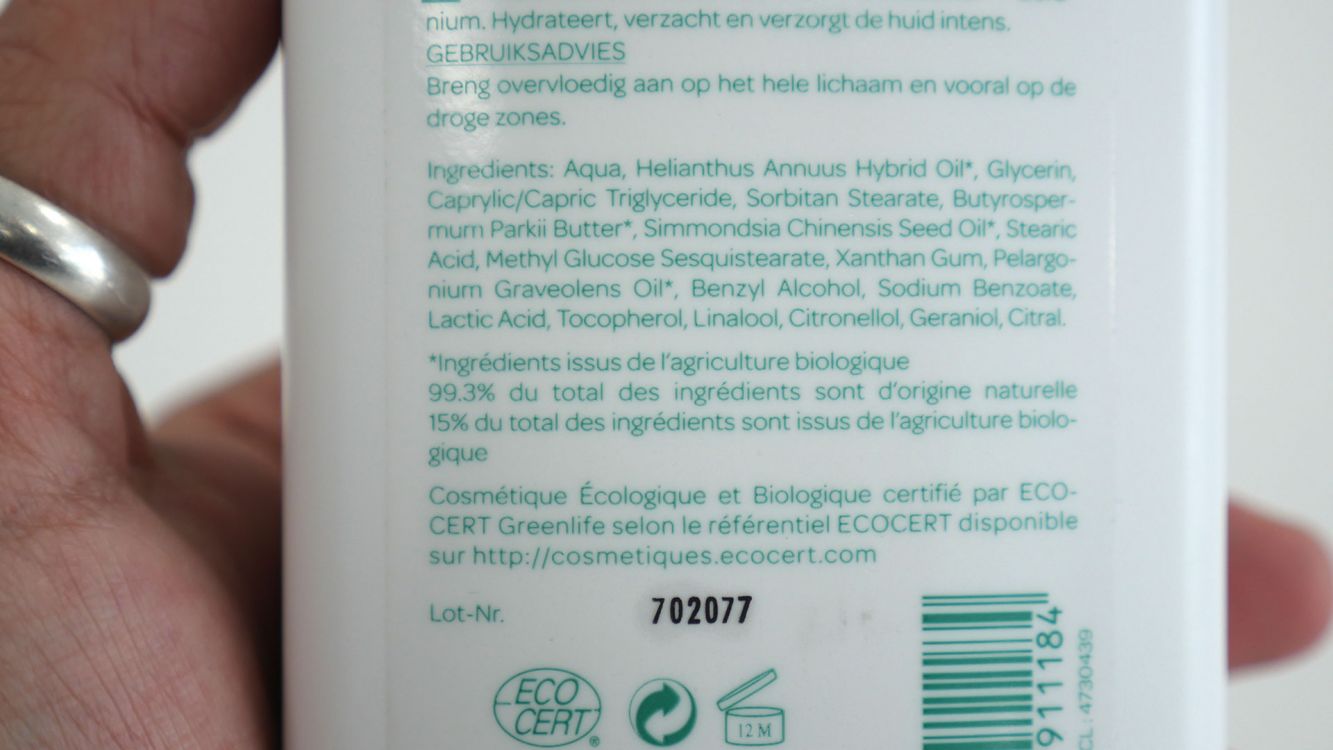 nium. Hydrateert, verzacht en verzorgt de huid intens.
GEBRUIKSADVIES
Breng overvloedig aan op het hele lichaam en vooral op de
droge zones.
Ingredients: Aqua, Helianthus Annuus Hybrid Oil*, Glycerin,
Caprylic/Capric Triglyceride, Sorbitan Stearate, Butyrosper-
mum Parkii Butter*, Simmondsia Chinensis Seed Oil*, Stearic
Acid, Methyl Glucose Sesquistearate, Xanthan Gum, Pelargo-
nium Graveolens Oil*, Benzyl Alcohol, Sodium Benzoate,
Lactic Acid, Tocopherol, Linalool, Citronellol, Geraniol, Citral.
*Ingrédients issus de l'agriculture biologique
99.3% du total des ingrédients sont d'origine naturelle
15% du total des ingrédients sont issus de l'agriculture biolo-
gique
Cosmétique Écologique et Biologique certifié par ECO-
CERT Greenlife selon le référentiel ECOCERT disponible
sur http://cosmetiques.ecocert.com
Lot-Nr. 702077
ECO
CERT®
12 M
911184
CL : 4730439